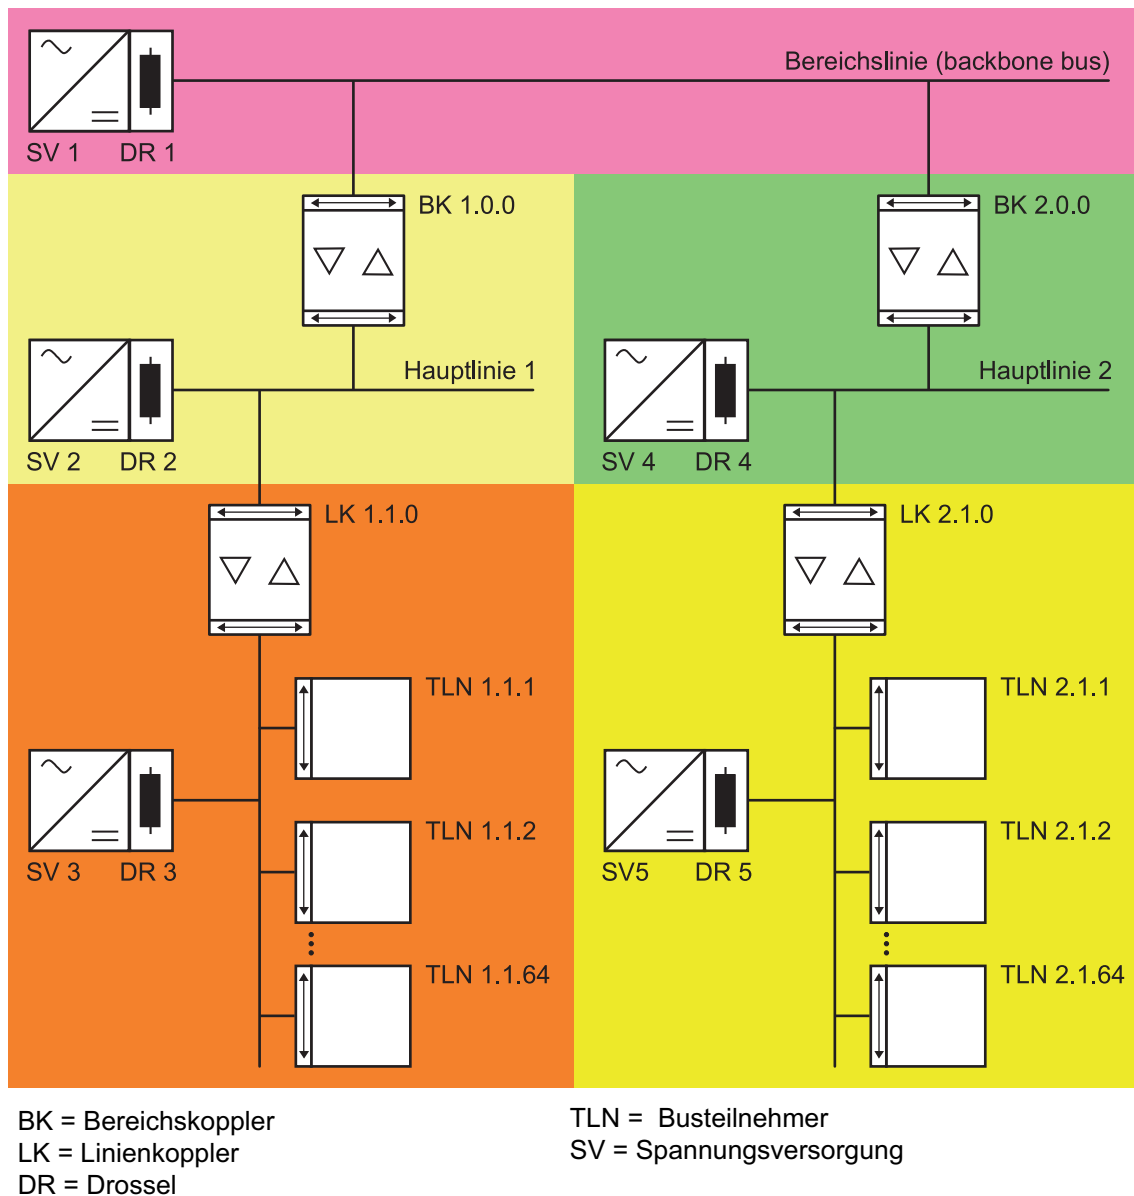 Bereichslinie (backbone bus)
SV 1 DR 1
BK 1.0.0
BK 2.0.0
Hauptlinie 1
Hauptlinie 2
SV 2 DR 2
SV 4 DR 4
LK 1.1.0
LK 2.1.0
TLN 1.1.1
TLN 2.1.1
TLN 1.1.2
TLN 2.1.2
SV 3 DR 3
SV5 DR 5
TLN 1.1.64
TLN 2.1.64
BK = Bereichskoppler
LK = Linienkoppler
DR = Drossel
TLN = Busteilnehmer
SV = Spannungsversorgung